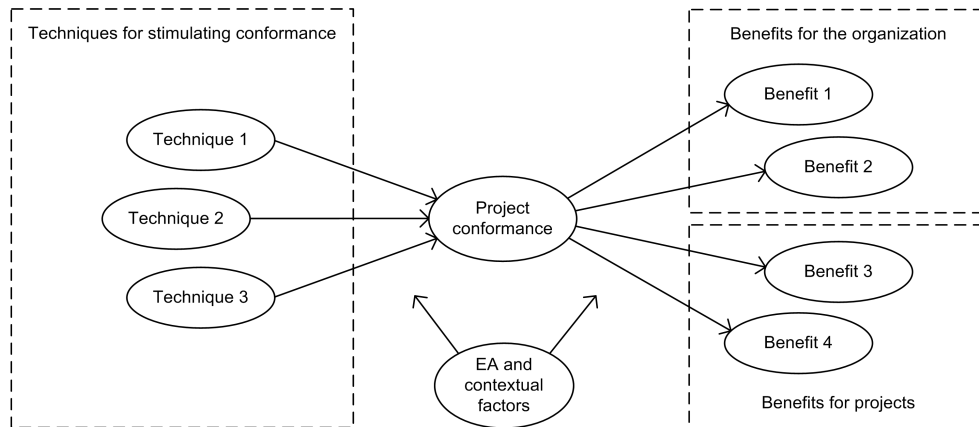 Techniques for stimulating conformance
Technique 1
Technique 2
Technique 3
Project
conformance
EA and
contextual
factors
Benefits for the organization
Benefit 1
Benefit 2
Benefit 3
Benefit 4
Benefits for projects